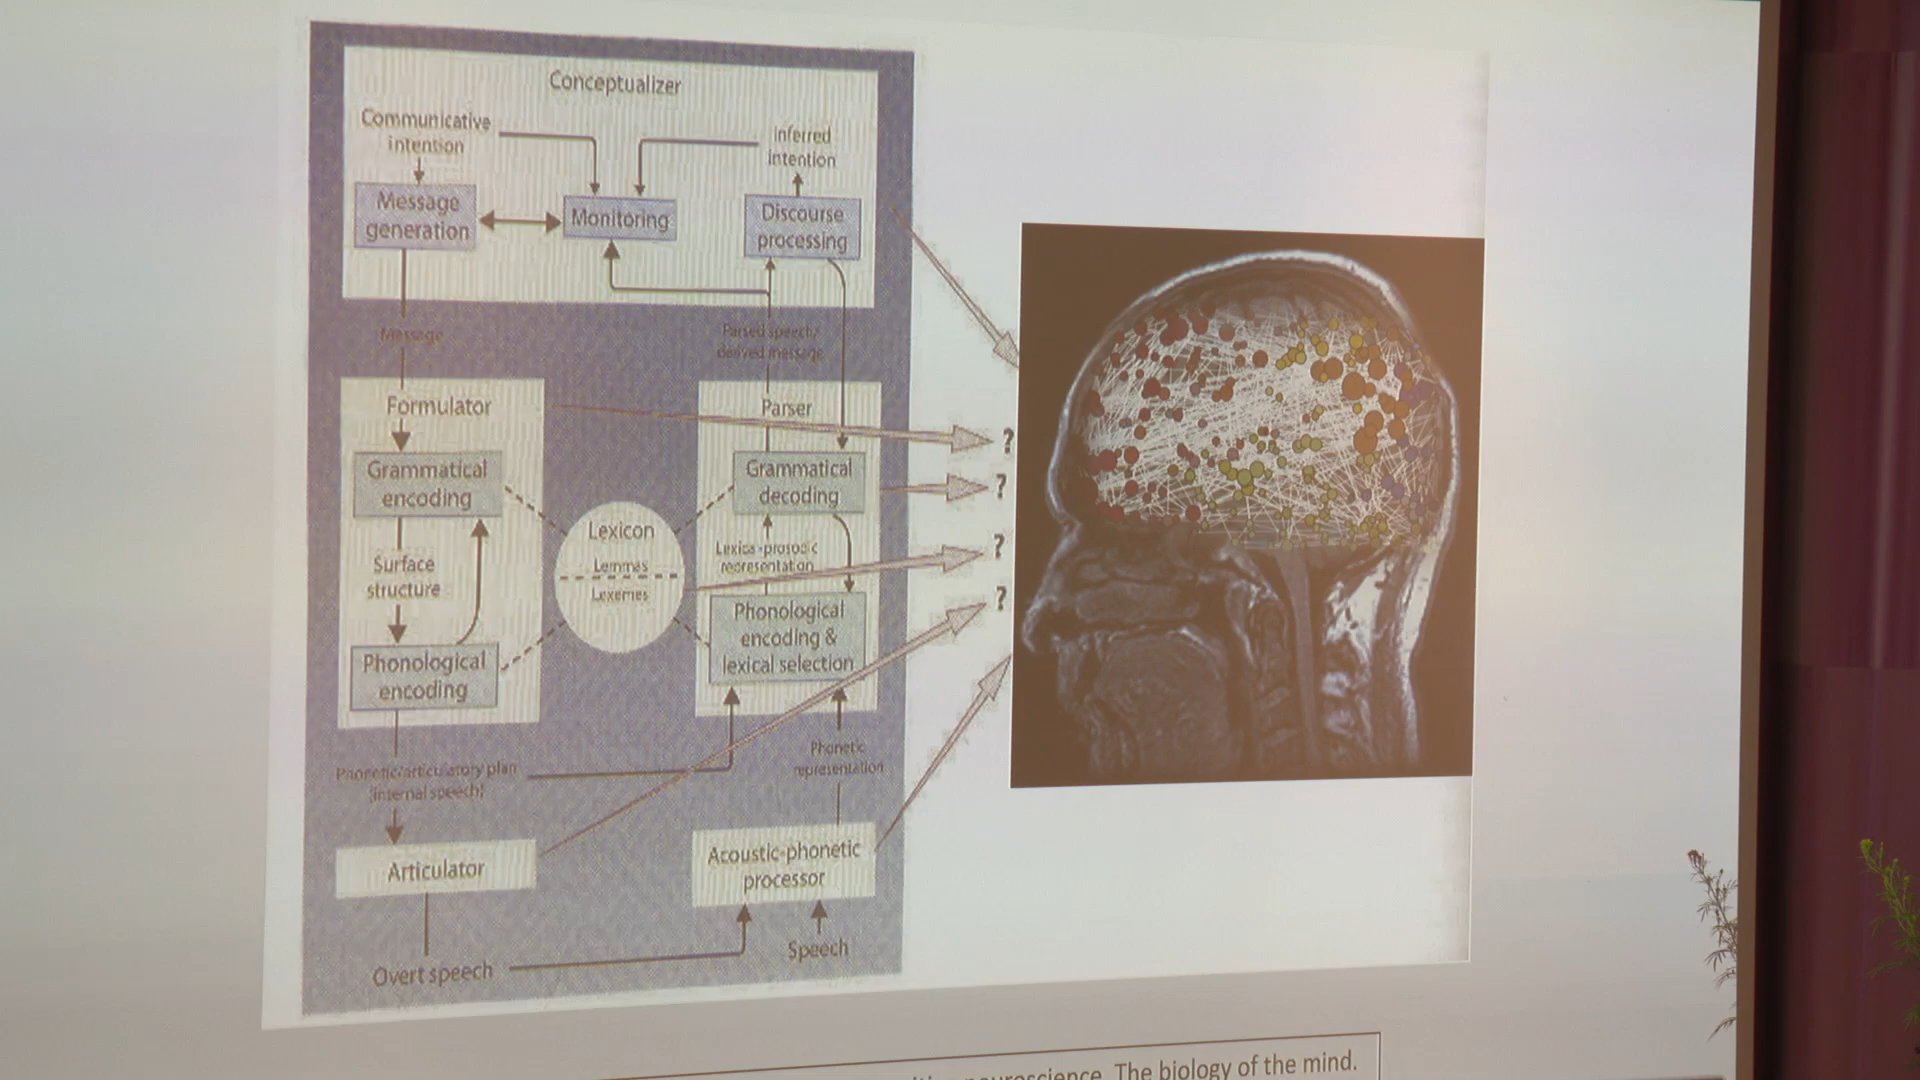 Conceptualizer
Communicative
intention
Inferred
intention
Message
generation
Monitoring
Discourse
processing
Message
Parsed speech/
derived message
Formulator
Parser
Grammatical
encoding
Grammatical
decoding
Lexicon
Lemmas
Lexemes
Surface
structure
Lexical-prosodic
representation
Phonological
encoding
Phonological
encoding &
lexical selection
Phonetic/articulatory plan
(internal speech)
Phonetic
representation
Articulator
Acoustic-phonetic
processor
Overt speech
Speech
?
?
?
?
neuroscience. The biology of the mind.